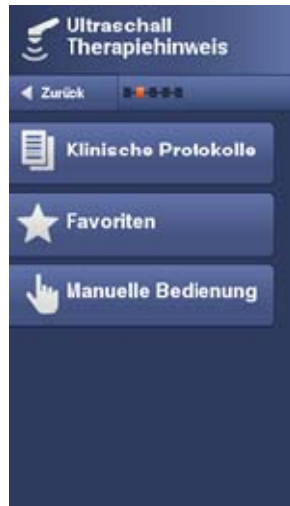 Ultraschall
Therapiehinweis
Zurück
Klinische Protokolle
Favoriten
Manuelle Bedienung